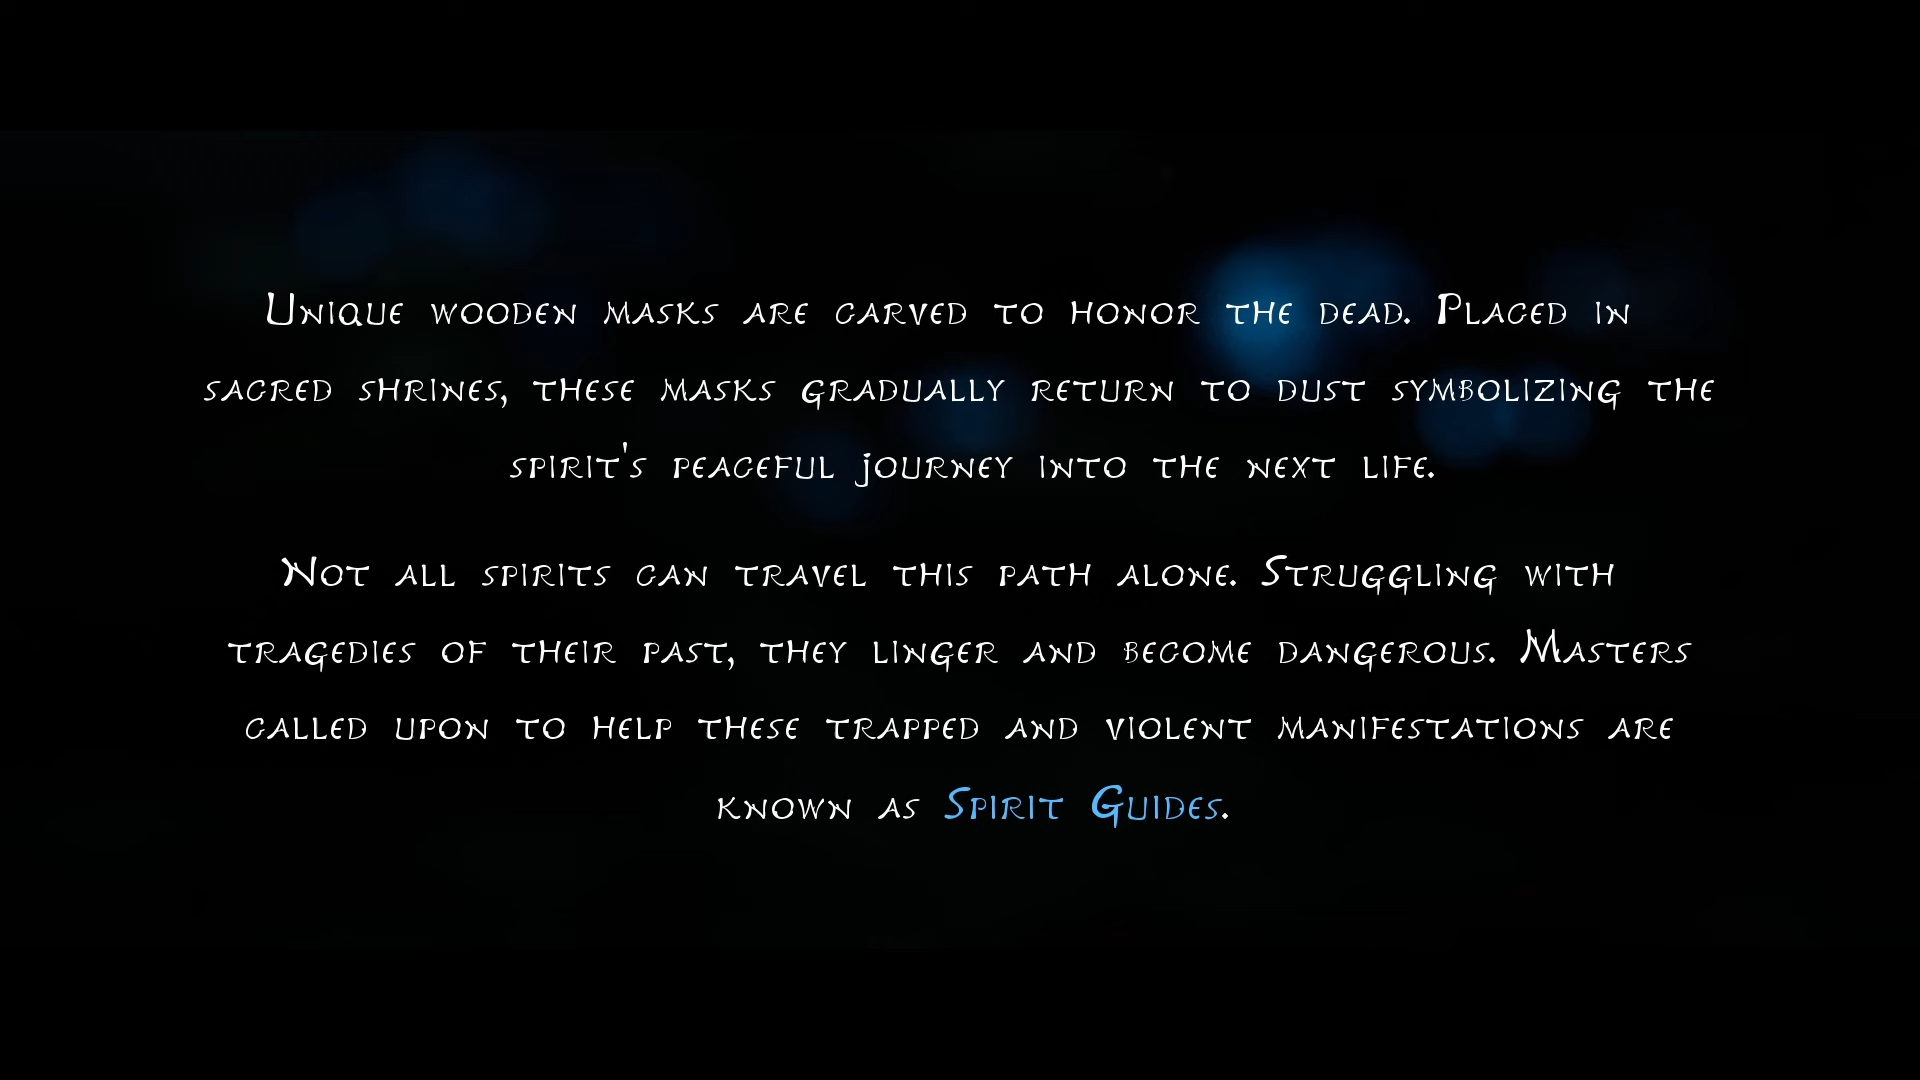 Unique wooden masks are carved to honor the dead. Placed in
sacred shrines, these masks gradually return to dust symbolizing the
spirit's peaceful journey into the next life.
Not all spirits can travel this path alone. Struggling with
tragedies of their past, they linger and become dangerous. Masters
called upon to help these trapped and violent manifestations are
known as Spirit Guides.